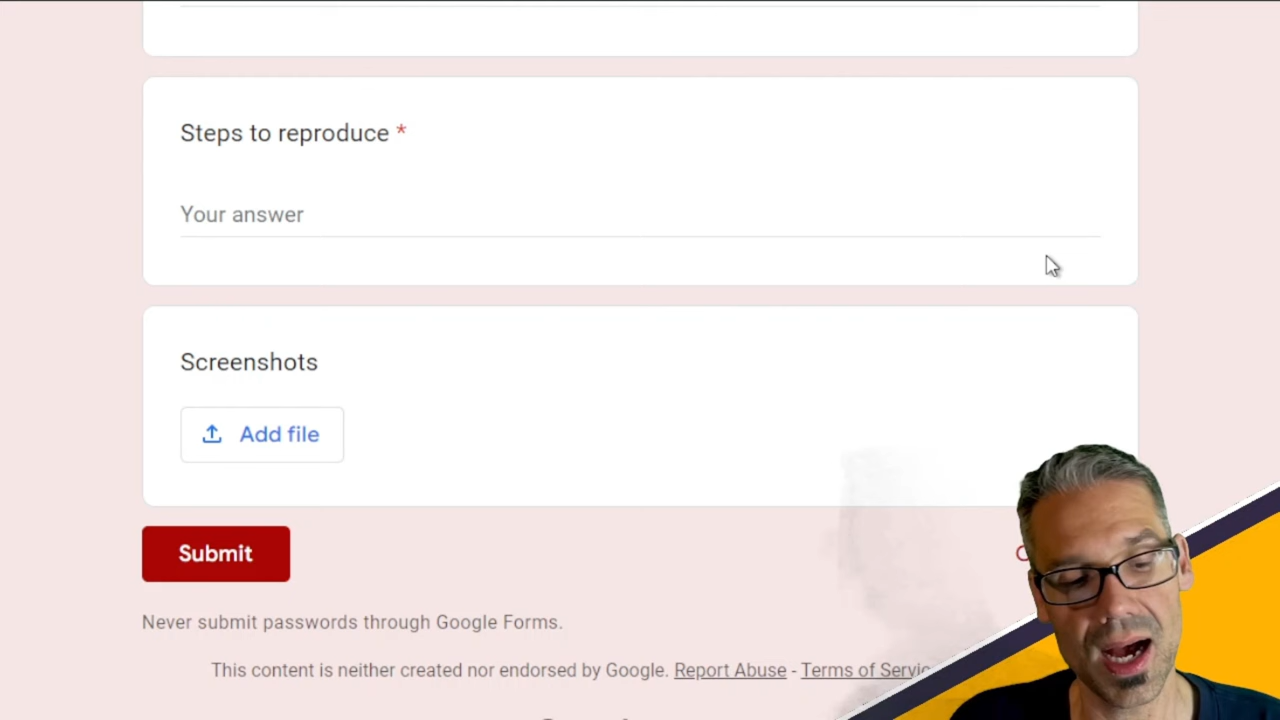 Steps to reproduce *
Your answer
Screenshots
Add file
Submit
Never submit passwords through Google Forms.
This content is neither created nor endorsed by Google. Report Abuse - Terms of